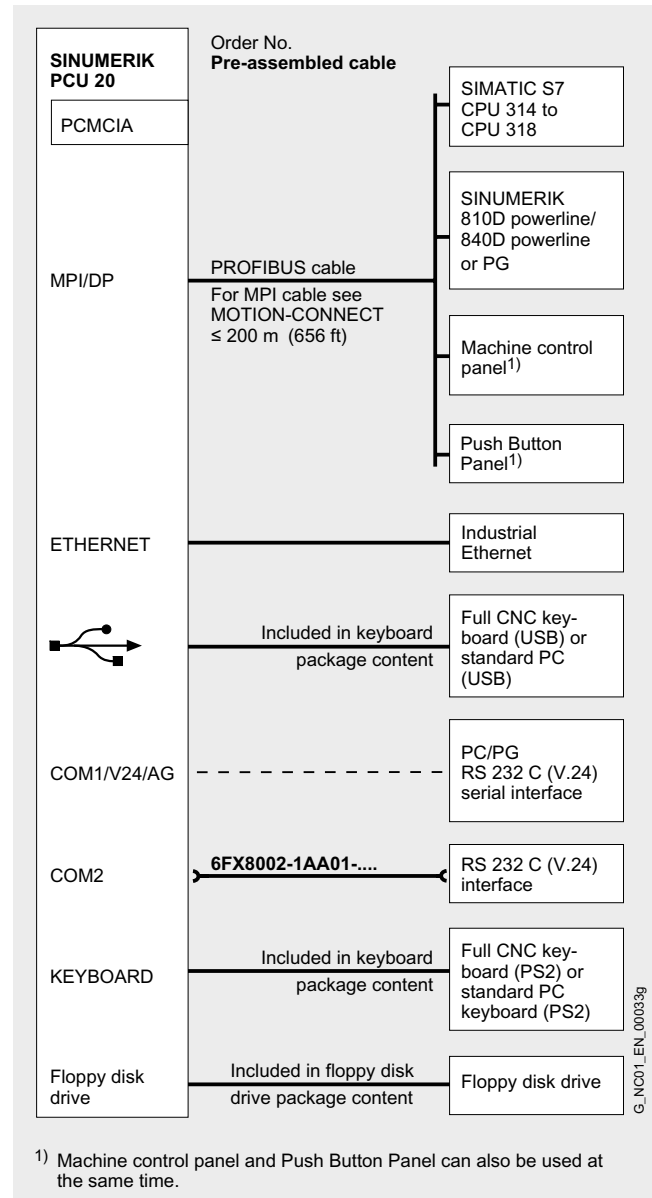 SINUMERIK
PCU 20
Order No.
Pre-assembled cable
PCMCIA
SIMATIC S7
CPU 314 to
CPU 318
SINUMERIK
810D powerline/
840D powerline
or PG
MPI/DP
PROFIBUS cable
For MPI cable see
MOTION-CONNECT
≤ 200 m (656 ft)
Machine control
panel1)
Push Button
Panel1)
ETHERNET
Industrial
Ethernet
Included in keyboard
package content
Full CNC key-
board (USB) or
standard PC
(USB)
COM1/V24/AG
PC/PG
RS 232 C (V.24)
serial interface
COM2
6FX8002-1AA01-....
RS 232 C (V.24)
interface
KEYBOARD
Included in keyboard
package content
Full CNC key-
board (PS2) or
standard PC
keyboard (PS2)
Floppy disk
drive
Included in floppy disk
drive package content
Floppy disk drive
G_NC01_EN_00033g
1) Machine control panel and Push Button Panel can also be used at
the same time.